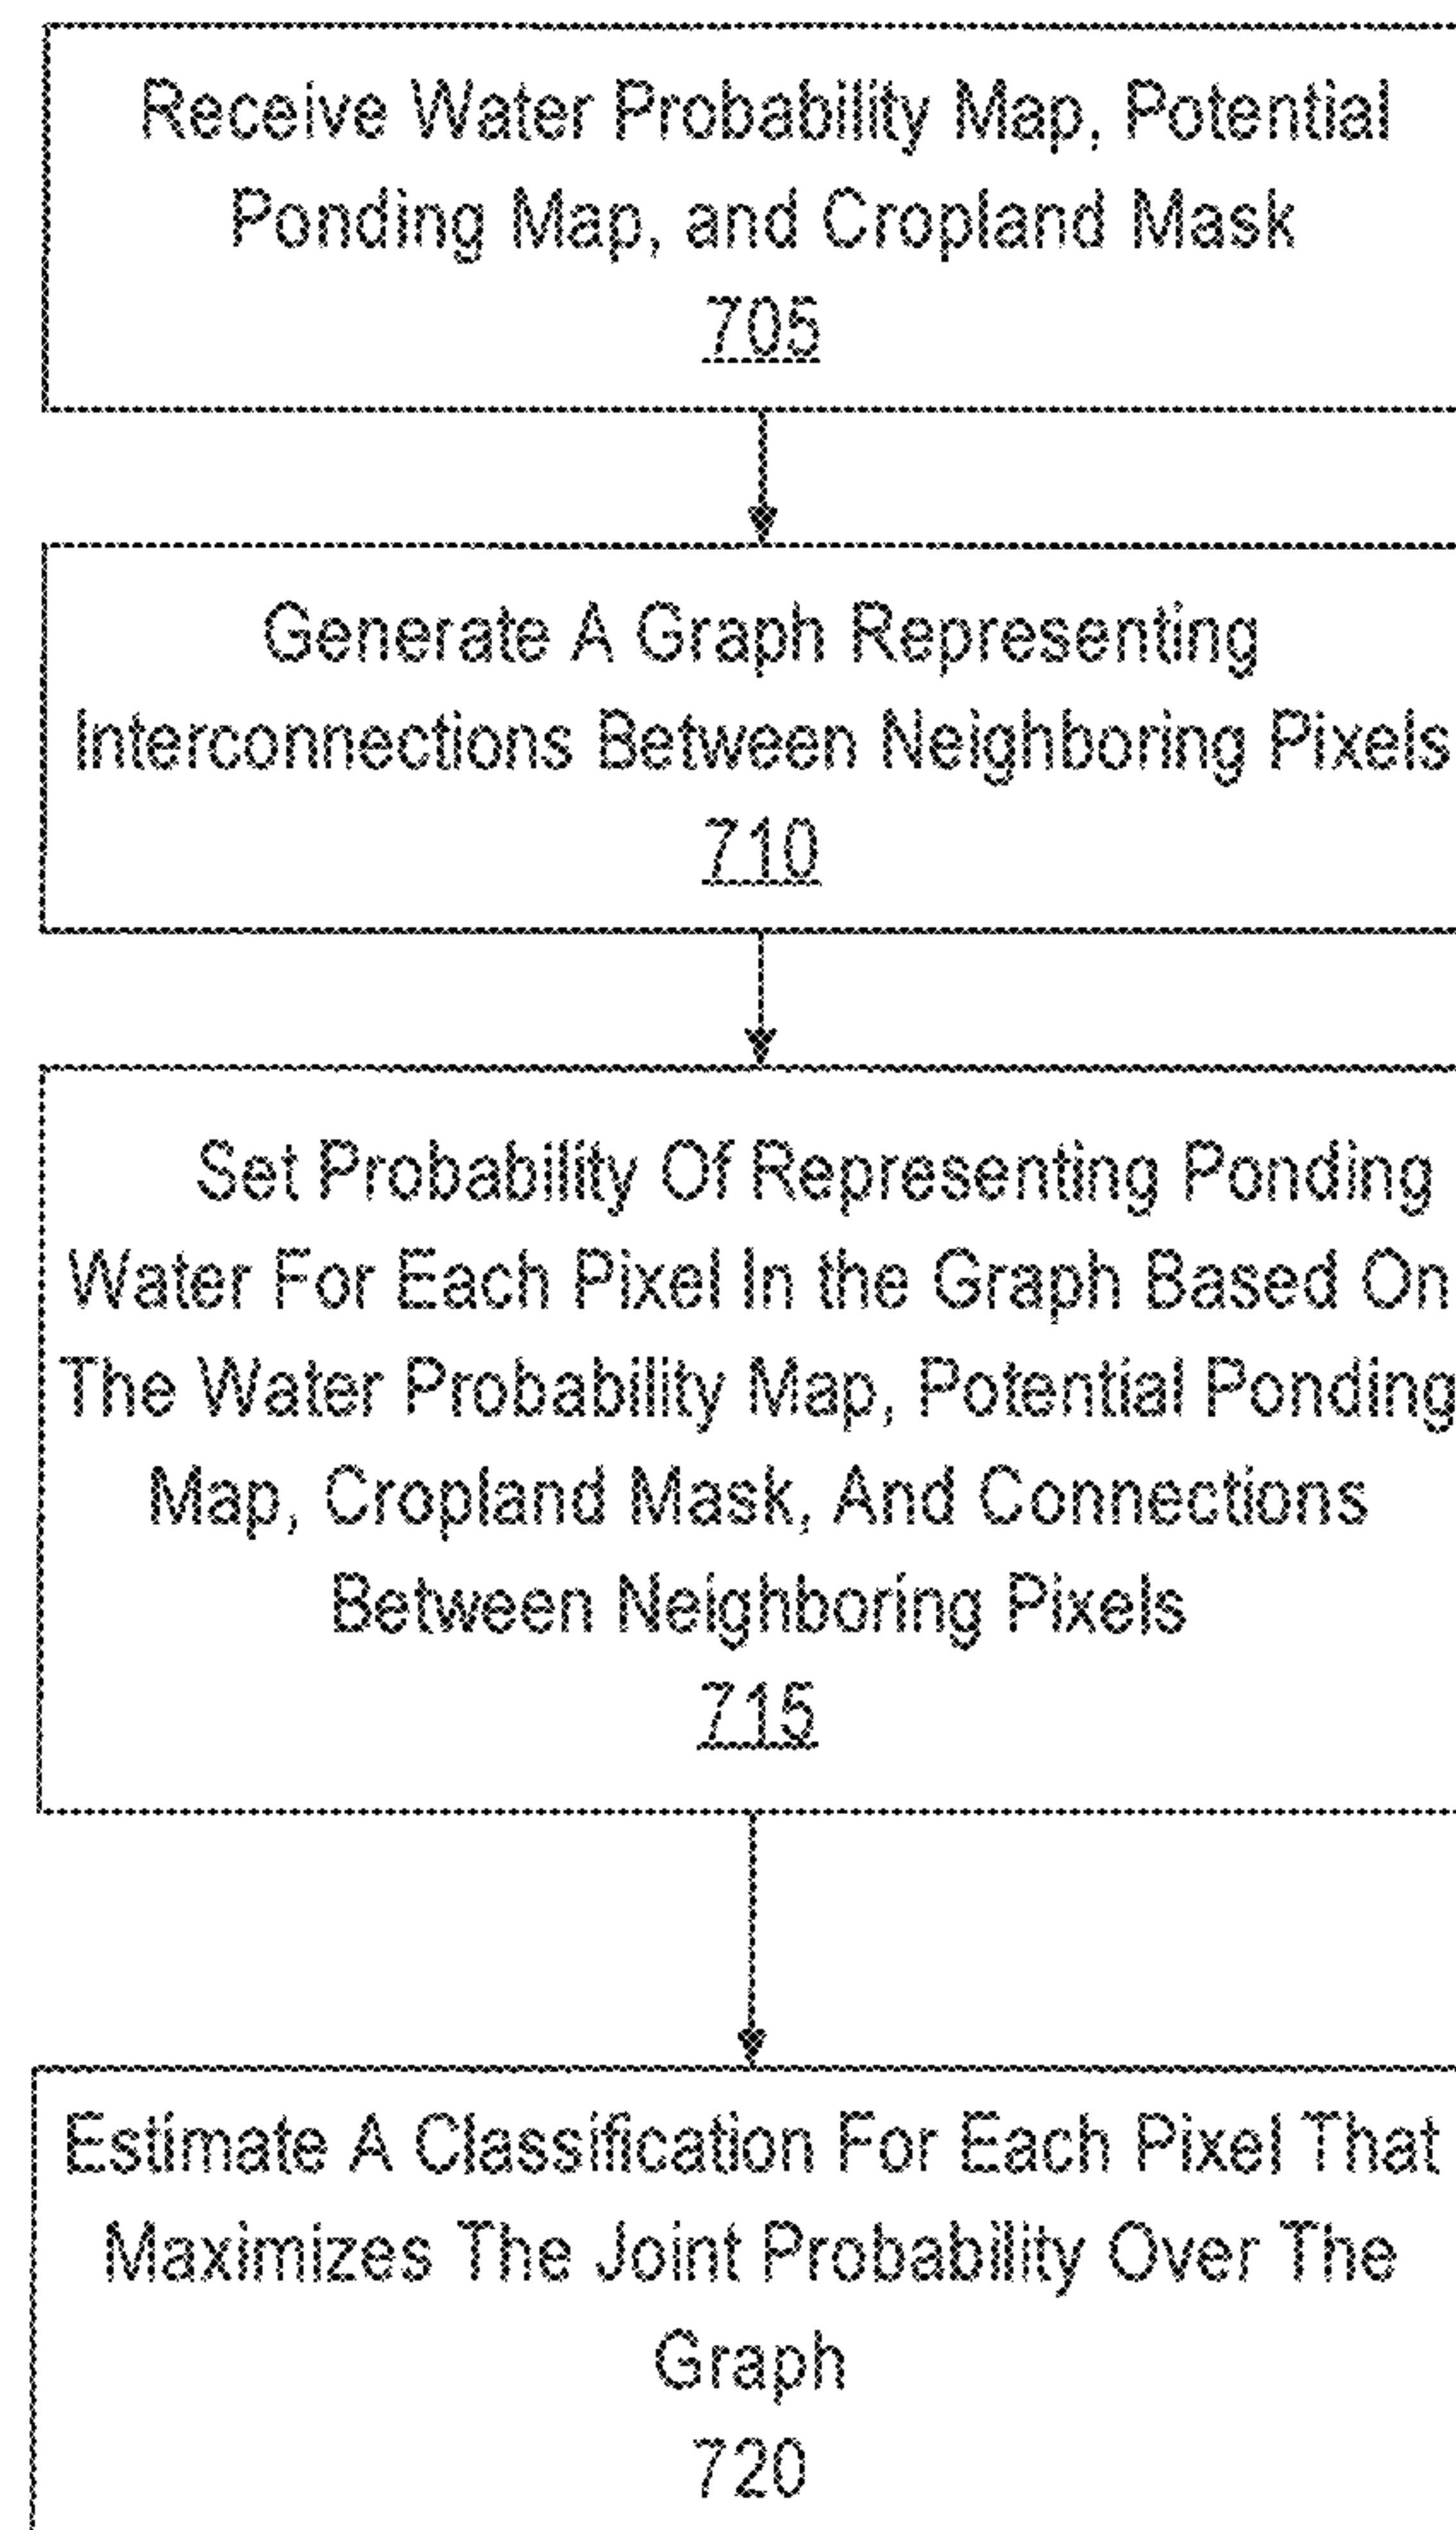 Receive Water Probability Map, Potential
Ponding Map, and Cropland Mask
705
Generate A Graph Representing
Interconnections Between Neighboring Pixels
710
Set Probability Of Representing Ponding
Water For Each Pixel In the Graph Based On
The Water Probability Map, Potential Ponding
Map, Cropland Mask, And Connections
Between Neighboring Pixels
715
Estimate A Classification For Each Pixel That
Maximizes The Joint Probability Over The
Graph
720